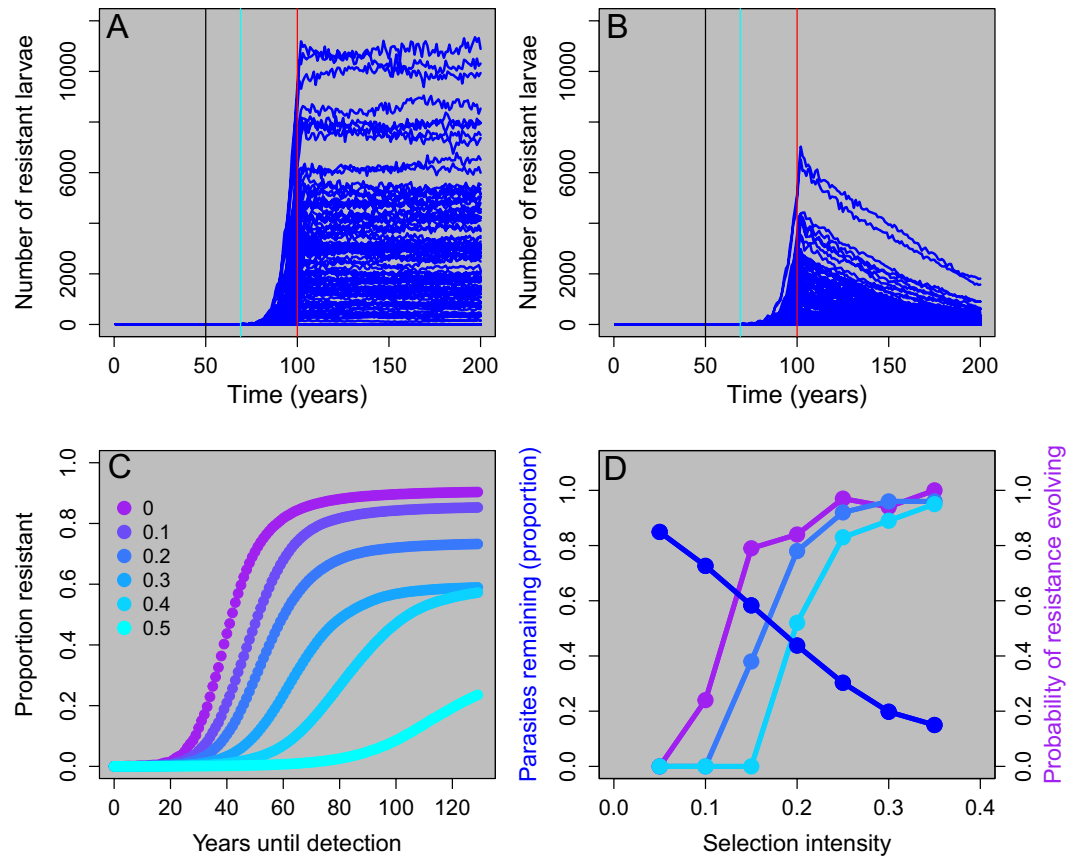 A
Number of resistant larvae
0 2000 6000 10000
0 50 100 150 200
Time (years)
B
Number of resistant larvae
0 2000 6000 10000
0 50 100 150 200
Time (years)
C
Proportion resistant
0.0 0.2 0.4 0.6 0.8 1.0
0
0.1
0.2
0.3
0.4
0.5
0 20 40 60 80 100 120
Years until detection
D
Parasites remaining (proportion)
0.0 0.2 0.4 0.6 0.8 1.0
0.0 0.1 0.2 0.3 0.4
Selection intensity
0.0 0.2 0.4 0.6 0.8 1.0
Probability of resistance evolving